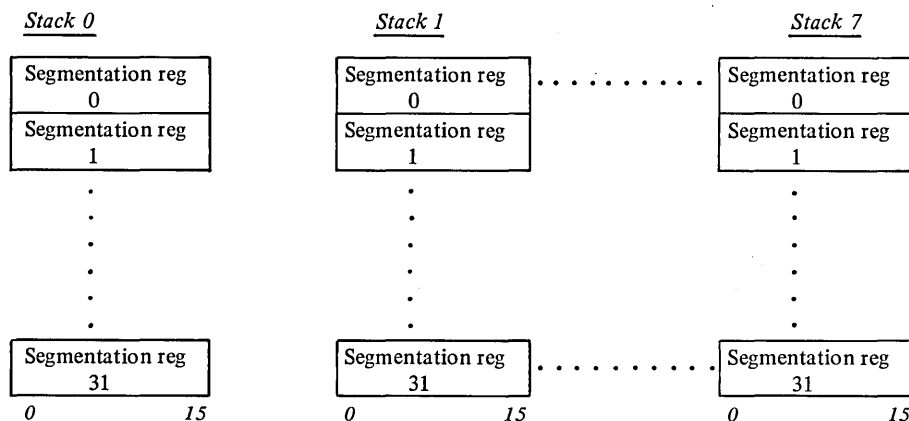 Stack 0
Stack 1
Stack 7
Segmentation reg
0
Segmentation reg
1
Segmentation reg
31
0 15
Segmentation reg
0
Segmentation reg
1
Segmentation reg
31
0 15
Segmentation reg
0
Segmentation reg
1
Segmentation reg
31
0 15